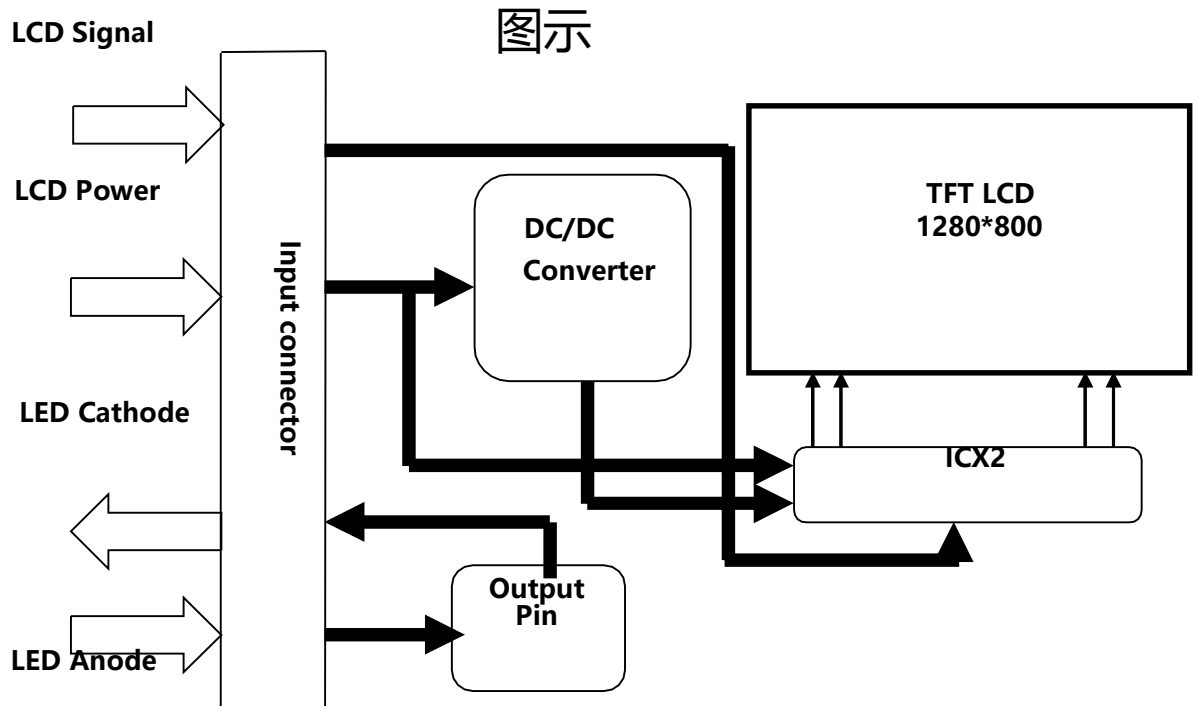 图示
LCD Signal
LCD Power
LED Cathode
LED Anode
Input connector
DC/DC
Converter
Output
Pin
TFT LCD
1280*800
ICX2